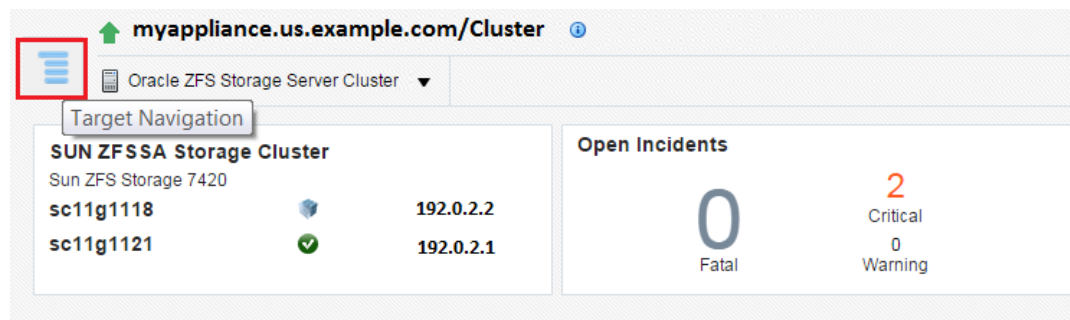 myappliance.us.example.com/Cluster
Oracle ZFS Storage Server Cluster
Target Navigation
SUN ZFSSA Storage Cluster
Sun ZFS Storage 7420
sc11g1118 192.0.2.2
sc11g1121 192.0.2.1
Open Incidents
0
Fatal
2
Critical
0
Warning